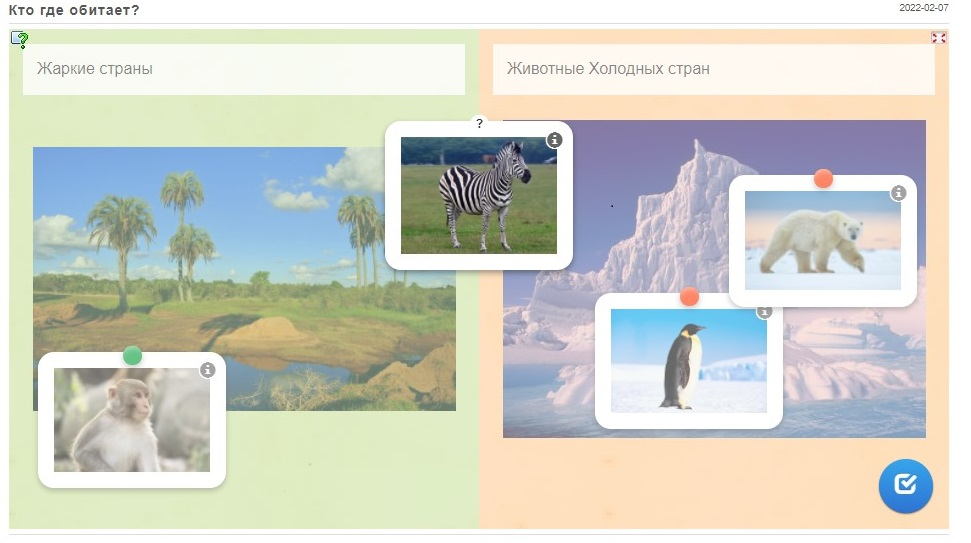 Кто где обитает?
2022-02-07
Жаркие страны
Животные Холодных стран
?